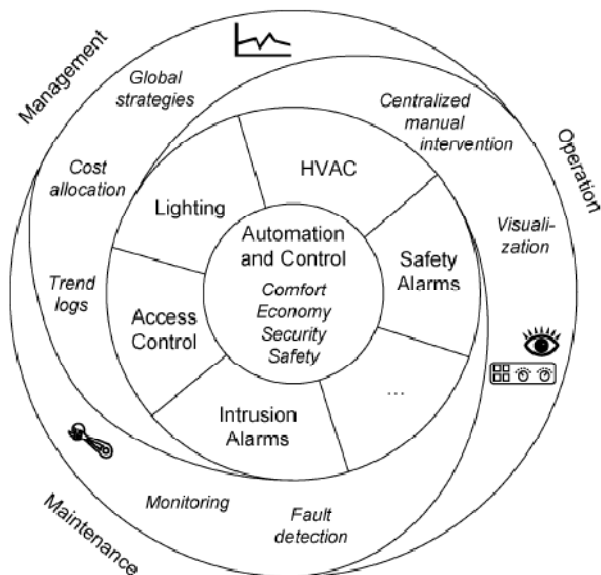 Management
Global
strategies
Cost
allocation
Trend
logs
Operation
Centralized
manual
intervention
Visuali-
zation
Maintenance
Monitoring
Fault
detection
HVAC
Lighting
Safety
Alarms
Access
Control
Intrusion
Alarms
...
Automation
and Control
Comfort
Economy
Security
Safety